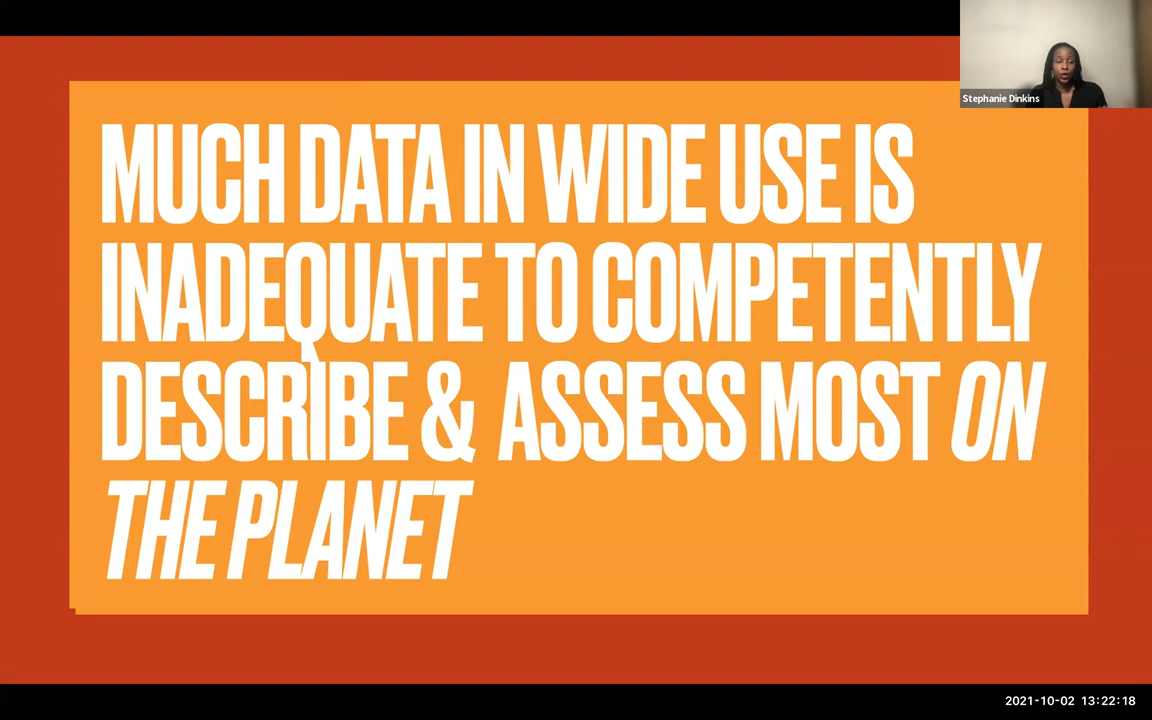 Stephanie Dinkins
MUCH DATA IN WIDE USE IS
INADEQUATE TO COMPETENTLY
DESCRIBE & ASSESS MOST ON
THE PLANET
2021-10-02 13:22:18